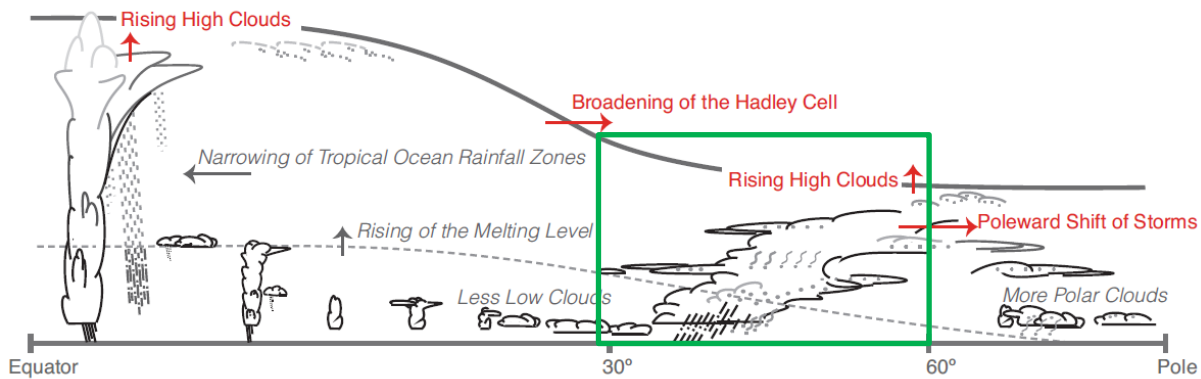 Rising High Clouds
Broadening of the Hadley Cell
Narrowing of Tropical Ocean Rainfall Zones
Rising High Clouds
Poleward Shift of Storms
Rising of the Melting Level
Less Low Clouds
More Polar Clouds
Equator
30º
60º
Pole